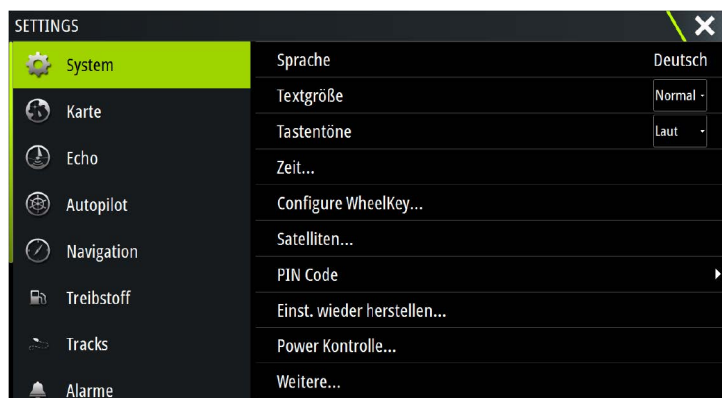 SETTINGS
System
Karte
Echo
Autopilot
Navigation
Treibstoff
Tracks
Alarme
Sprache Deutsch
Textgröße Normal
Tastentöne Laut
Zeit...
Configure WheelKey...
Satelliten...
PIN Code
Einst. wieder herstellen...
Power Kontrolle...
Weitere...